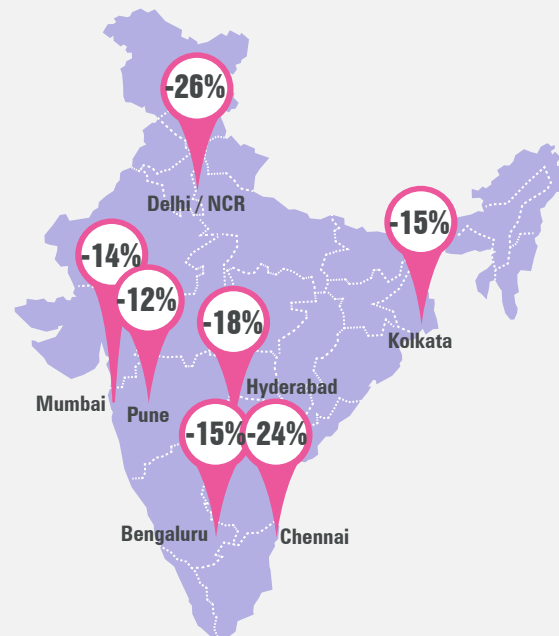 -26%
Delhi / NCR
-15%
Kolkata
-14%
Mumbai
-12%
Pune
-18%
Hyderabad
-15%
Bengaluru
-24%
Chennai